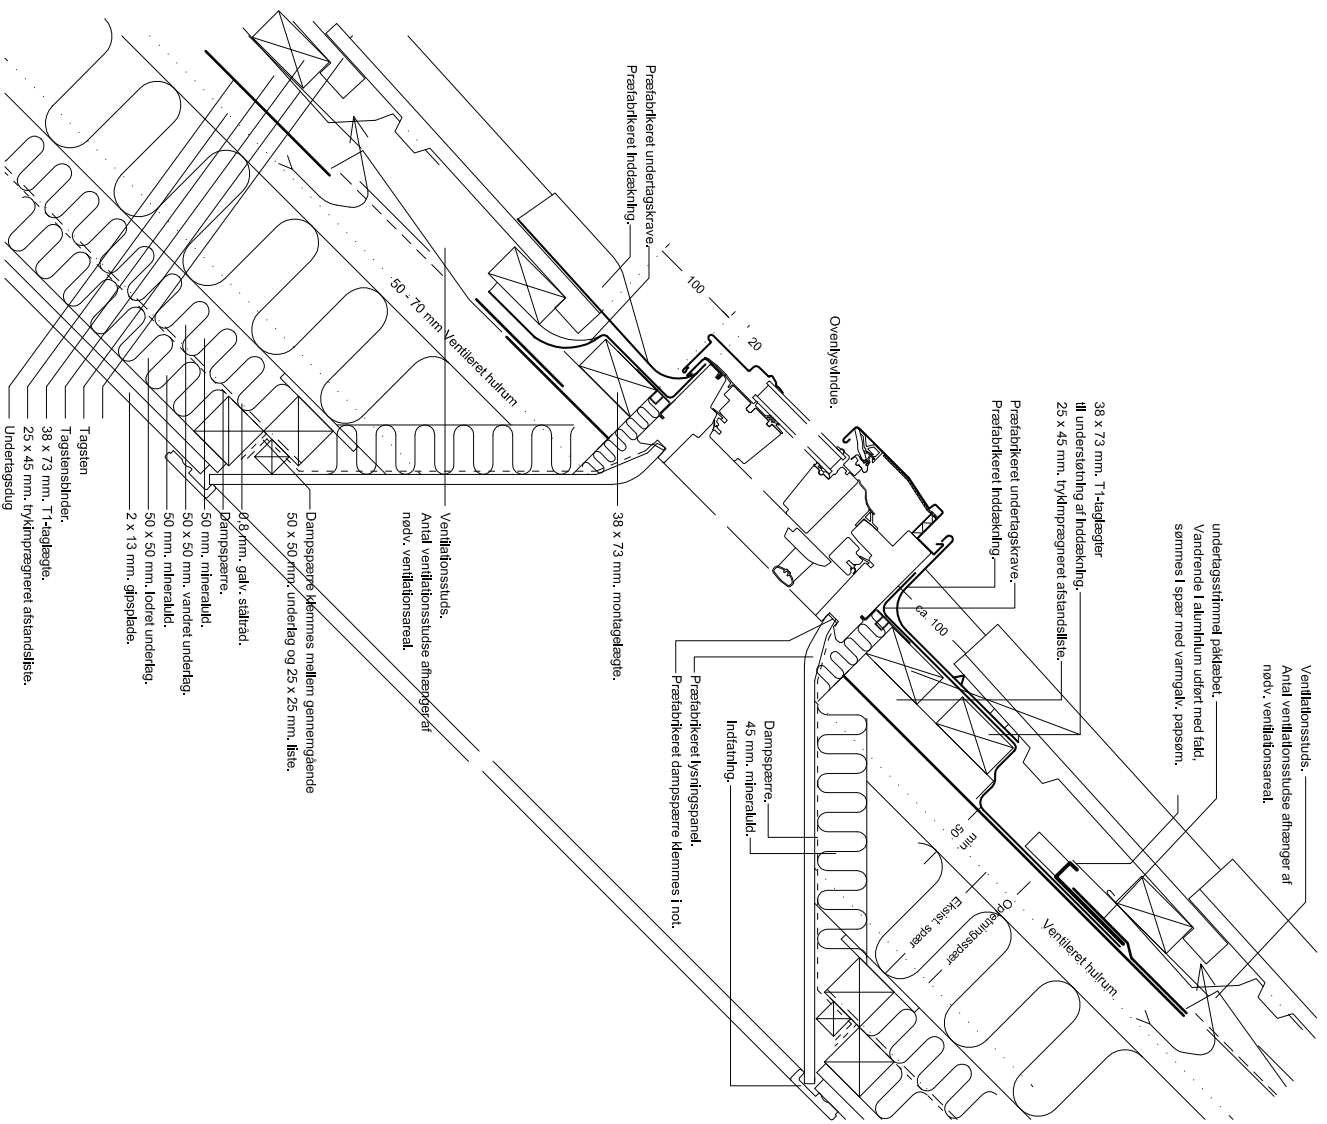 Ventilationsstuds.
Antal ventilationsstudse afhænger af
nødv. ventilationsareal.
undertagsstrimmel påklæbet.
Vandrende i aluminium udført med fald,
sømmes i spær med varmgalv. papsøm.
38 x 73 mm. T1-taglægter
til understøtning af inddækning.
25 x 45 mm. trykimprægneret afstandsliste.
Præfabrikeret undertagskrave.
Præfabrikeret inddækning.
Ovenlysvindue.
Præfabrikeret undertagskrave.
Præfabrikeret inddækning.
100
20
ca. 100
50
min.
Ventileret hulrum
Opretningsspær
Eksist spær
50 - 70 mm Ventileret hulrum
Dampspærre.
45 mm. mineraluld.
Indfatning.
Præfabrikeret lysningspanel.
Præfabrikeret dampspærre klemmes i not.
38 x 73 mm. montagelægte.
Ventilationsstuds.
Antal ventilationsstudse afhænger af
nødv. ventilationsareal.
Dampspærre klemmes mellem gennemgående
50 x 50 mm. underlag og 25 x 25 mm. liste.
0,8 mm. galv. ståltråd.
Dampspærre.
50 mm. mineraluld.
50 x 50 mm. vandret underlag.
50 mm. mineraluld.
50 x 50 mm. lodret underlag.
2 x 13 mm. gipsplade.
Tagsten
Tagstensbinder.
38 x 73 mm. T1-taglægte.
25 x 45 mm. trykimprægneret afstandsliste.
Undertagsdug